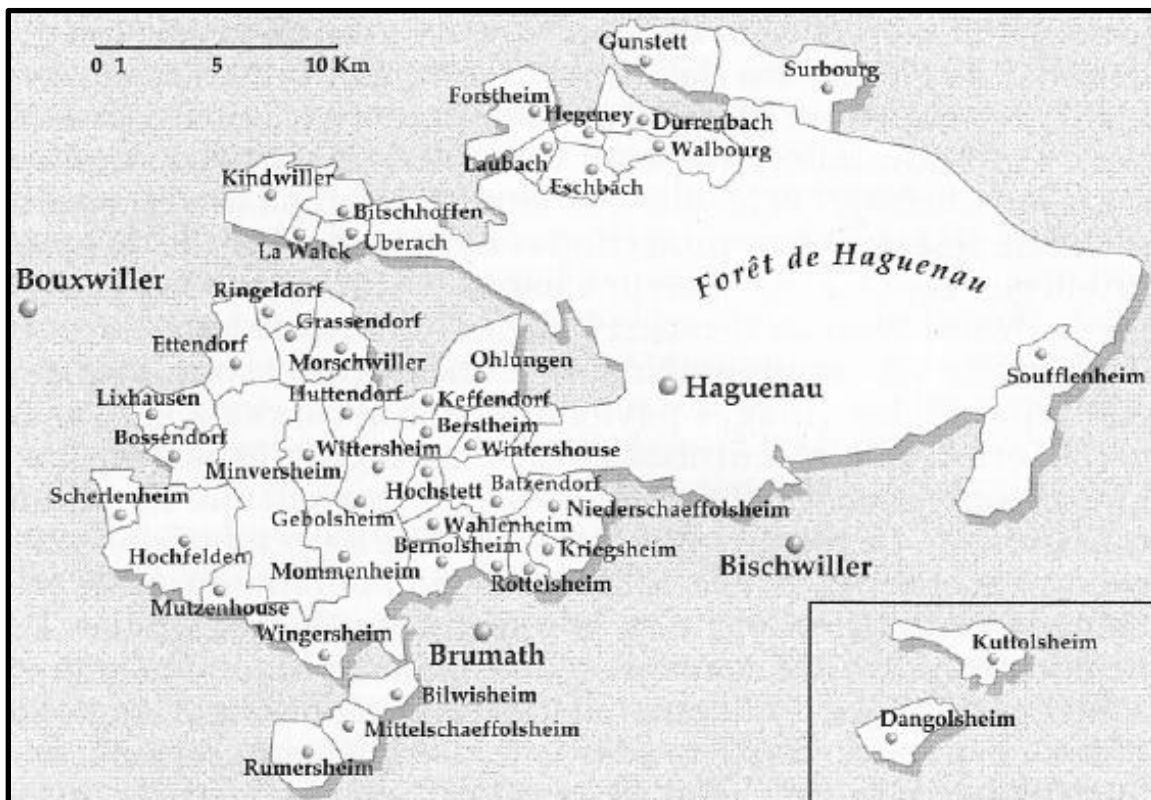 Gunstett
Surbourg
0 1 5 10 Km
Forstheim
Hegeney
Durrenbach
Laubach
Walbourg
Eschbach
Kindwiller
Bitschhoffen
La Walck
Uberach
Forêt de Haguenau
Bouxwiller
Ringeldorf
Grassendorf
Ettendorf
Morschwiller
Ohlungen
Soufflenheim
Haguenau
Lixhausen
Huttendorf
Keffendorf
Bossendorf
Berstheim
Wittersheim
Wintershouse
Minversheim
Hochstett
Batzendorf
Scherlenheim
Niederschaeffolsheim
Gebolsheim
Wahlenheim
Hochfelden
Bernolsheim
Kriegsheim
Mommenheim
Rottelsheim
Bischwiller
Mutzenhouse
Wingersheim
Brumath
Kuttolsheim
Bilwisheim
Dangolsheim
Mittelschaeffolsheim
Rumersheim